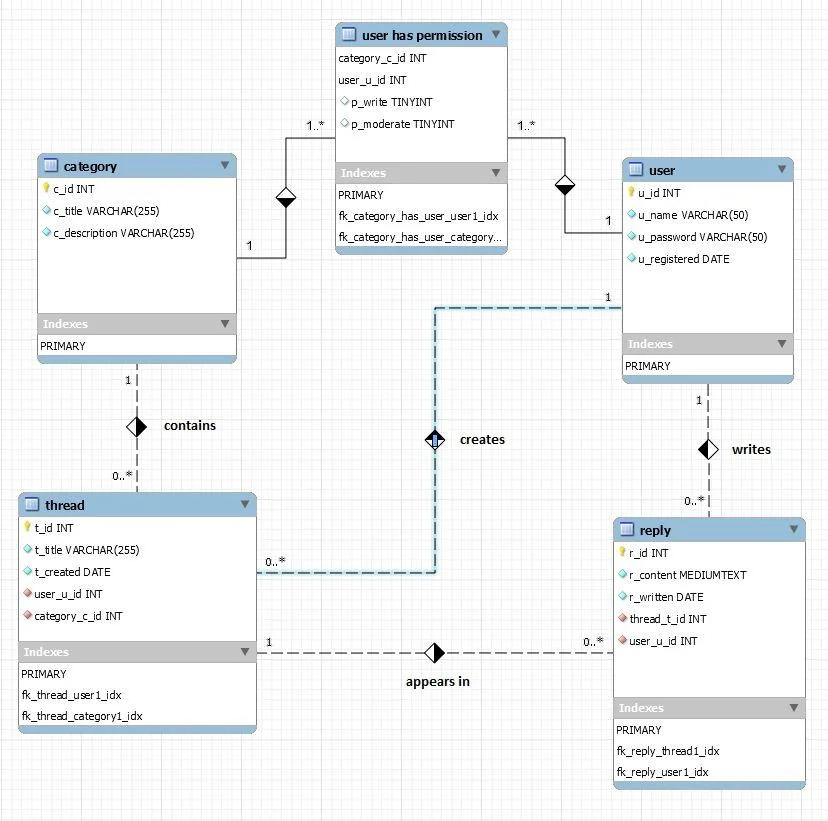 user has permission
category_c_id INT
user_u_id INT
p_write TINYINT
p_moderate TINYINT
Indexes
PRIMARY
fk_category_has_user_user1_idx
fk_category_has_user_category...
1..*
1..*
category
c_id INT
c_title VARCHAR(255)
c_description VARCHAR(255)
Indexes
PRIMARY
1
user
u_id INT
u_name VARCHAR(50)
u_password VARCHAR(50)
u_registered DATE
Indexes
PRIMARY
1
1
1
contains
0..*
creates
1
writes
0..*
thread
t_id INT
t_title VARCHAR(255)
t_created DATE
user_u_id INT
category_c_id INT
Indexes
PRIMARY
fk_thread_user1_idx
fk_thread_category1_idx
0..*
1
appears in
0..*
reply
r_id INT
r_content MEDIUMTEXT
r_written DATE
thread_t_id INT
user_u_id INT
Indexes
PRIMARY
fk_reply_thread1_idx
fk_reply_user1_idx